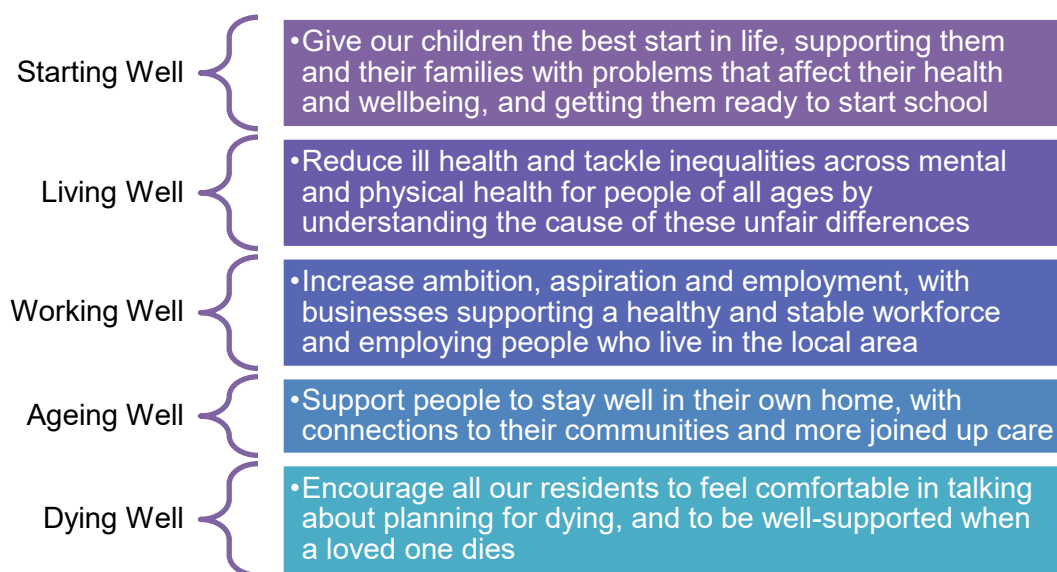 Starting Well
•Give our children the best start in life, supporting them
and their families with problems that affect their health
and wellbeing, and getting them ready to start school
Living Well
•Reduce ill health and tackle inequalities across mental
and physical health for people of all ages by
understanding the cause of these unfair differences
Working Well
•Increase ambition, aspiration and employment, with
businesses supporting a healthy and stable workforce
and employing people who live in the local area
Ageing Well
•Support people to stay well in their own home, with
connections to their communities and more joined up care
Dying Well
•Encourage all our residents to feel comfortable in talking
about planning for dying, and to be well-supported when
a loved one dies